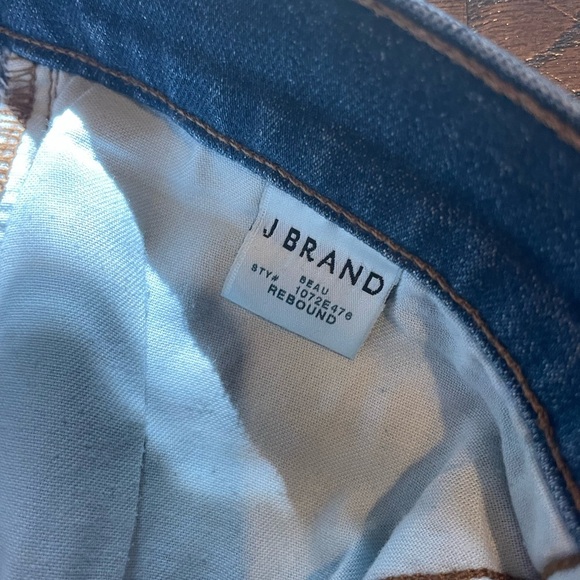 J BRAND
BEAU
STY# 1072E476
REBOUND